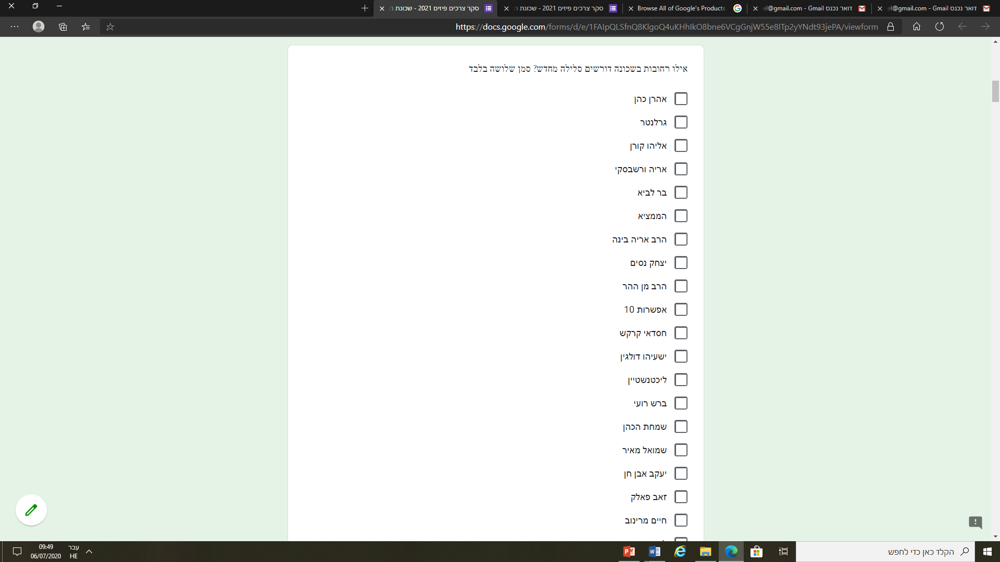 סקר צרכים פיזים 2021 - שכונת ה
סקר צרכים פיזים 2021 - שכונת ה
Browse All of Google's Products
דואר נכנס el@gmail.com - Gmail
דואר נכנס el@gmail.com - Gmail
https://docs.google.com/forms/d/e/1FAIpQLSfnQ8KlgoQ4uKHhIkO8bne6VCgGnjW55e8ITp2yYNdt93jePA/viewform
אילו רחובות בשכונה דורשים סלילה מחדש? סמן שלושה בלבד
אהרן כהן
גרלנטר
אליהו קורן
אריה ורשבסקי
בר לביא
הממציא
הרב אריה בינה
יצחק נסים
הרב מן ההר
אפשרות 10
חסדאי קרקש
ישעיהו דולגין
ליכטנשטיין
ברש רועי
שמחת הכהן
שמואל מאיר
יעקב אבן חן
זאב פאלק
חיים מרינוב
הקלד כאן כדי לחפש
עבר
HE
09:49
06/07/2020